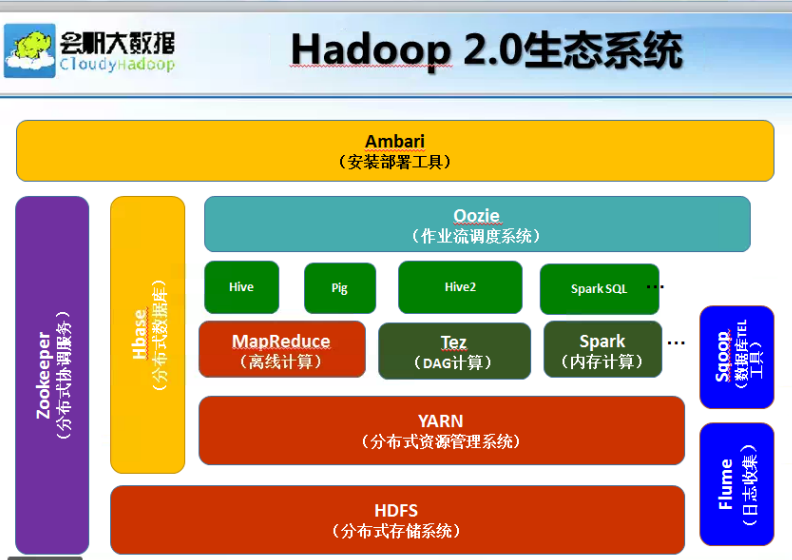 会明大数据
CloudyHadoop
Hadoop 2.0生态系统
Ambari
（安装部署工具）
Zookeeper
（分布式协调服务）
Hbase
（分布式数据库）
Oozie
（作业流调度系统）
Hive
Pig
Hive2
Spark SQL
...
MapReduce
（离线计算）
Tez
（DAG计算）
Spark
（内存计算）
...
Sqoop
（数据库TEL
工具）
YARN
（分布式资源管理系统）
Flume
（日志收集）
HDFS
（分布式存储系统）